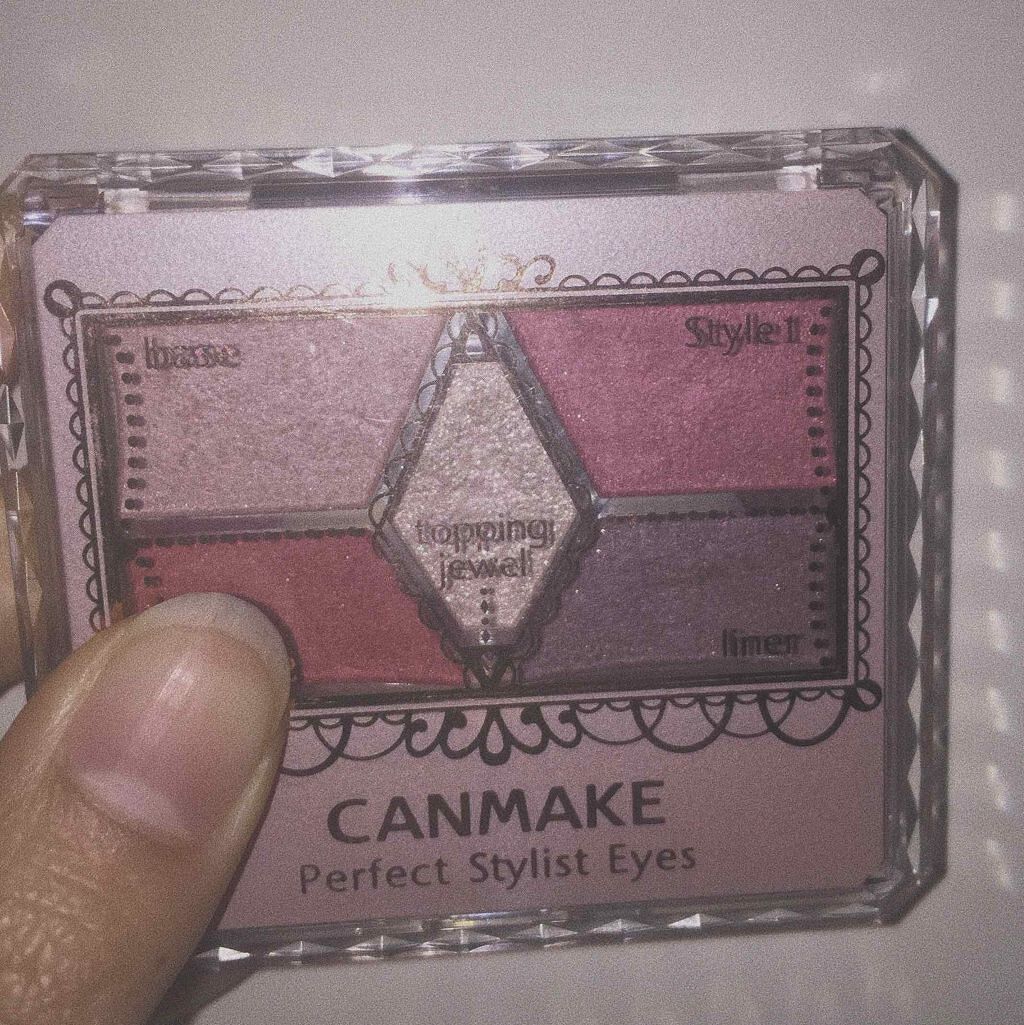 base
Style 1
topping
jewel
liner
CANMAKE
Perfect Stylist Eyes